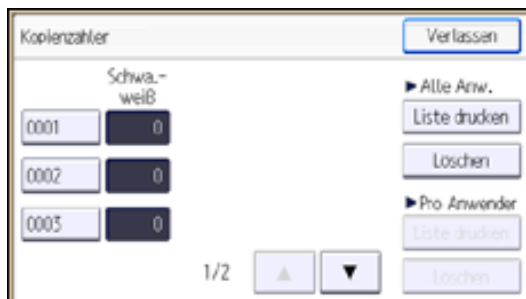 Kopienzähler
Verlassen
Schwa.-
weiß
▶Alle Anw.
0001
0
Liste drucken
0002
0
Löschen
0003
0
▶Pro Anwender
Liste drucken
1/2
▲
▼
Löschen